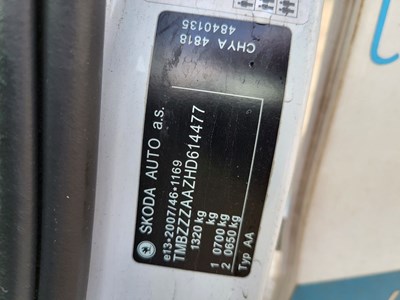 ŠKODA AUTO a.s.
e13*2007/46*1169
TMBZZZAAZHD614477
1320 kg
kg
1 0700 kg
2 0650 kg
Typ AA
CHYA 4818
4840135